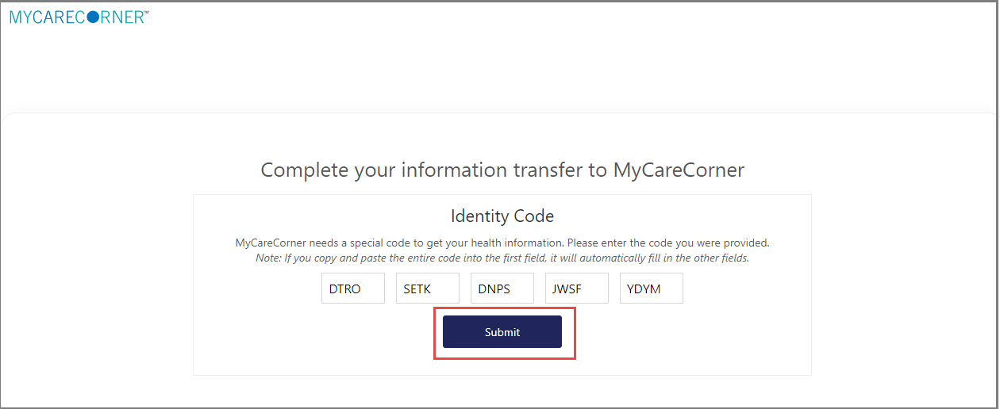 MYCARECORNER™
Complete your information transfer to MyCareCorner
Identity Code
MyCareCorner needs a special code to get your health information. Please enter the code you were provided.
Note: If you copy and paste the entire code into the first field, it will automatically fill in the other fields.
DTRO SETK DNPS JWSF YDYM
Submit